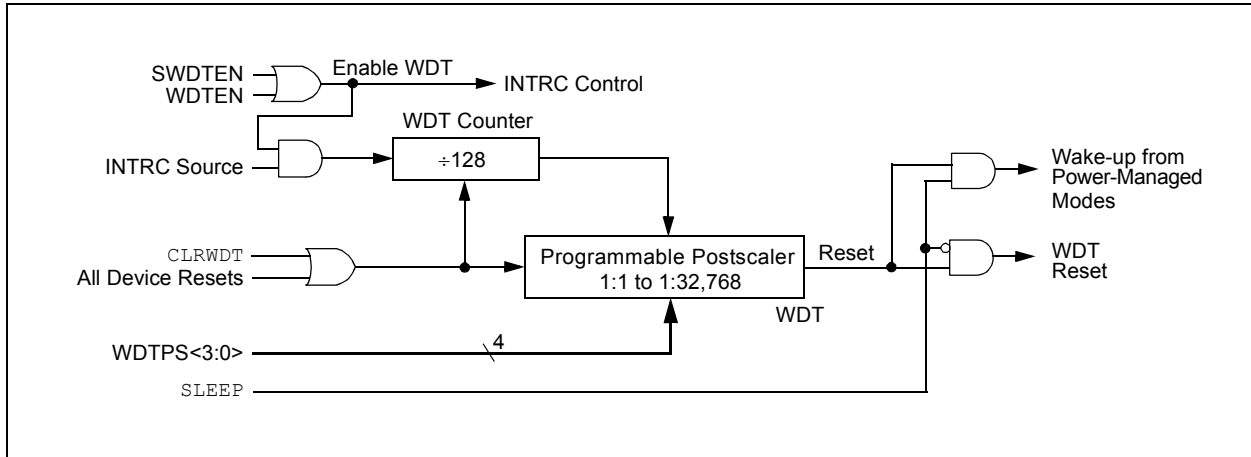 SWDTEN
WDTEN
Enable WDT
INTRC Control
WDT Counter
÷128
INTRC Source
Wake-up from
Power-Managed
Modes
CLRWDT
All Device Resets
Programmable Postscaler
1:1 to 1:32,768
Reset
WDT
Reset
WDT
WDTPS<3:0>
4
SLEEP